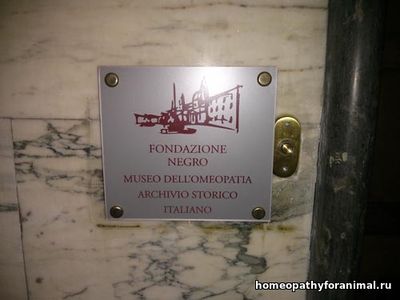 FONDAZIONE
NEGRO
MUSEO DELL'OMEOPATIA
ARCHIVIO STORICO
ITALIANO
homeopathyforanimal.ru